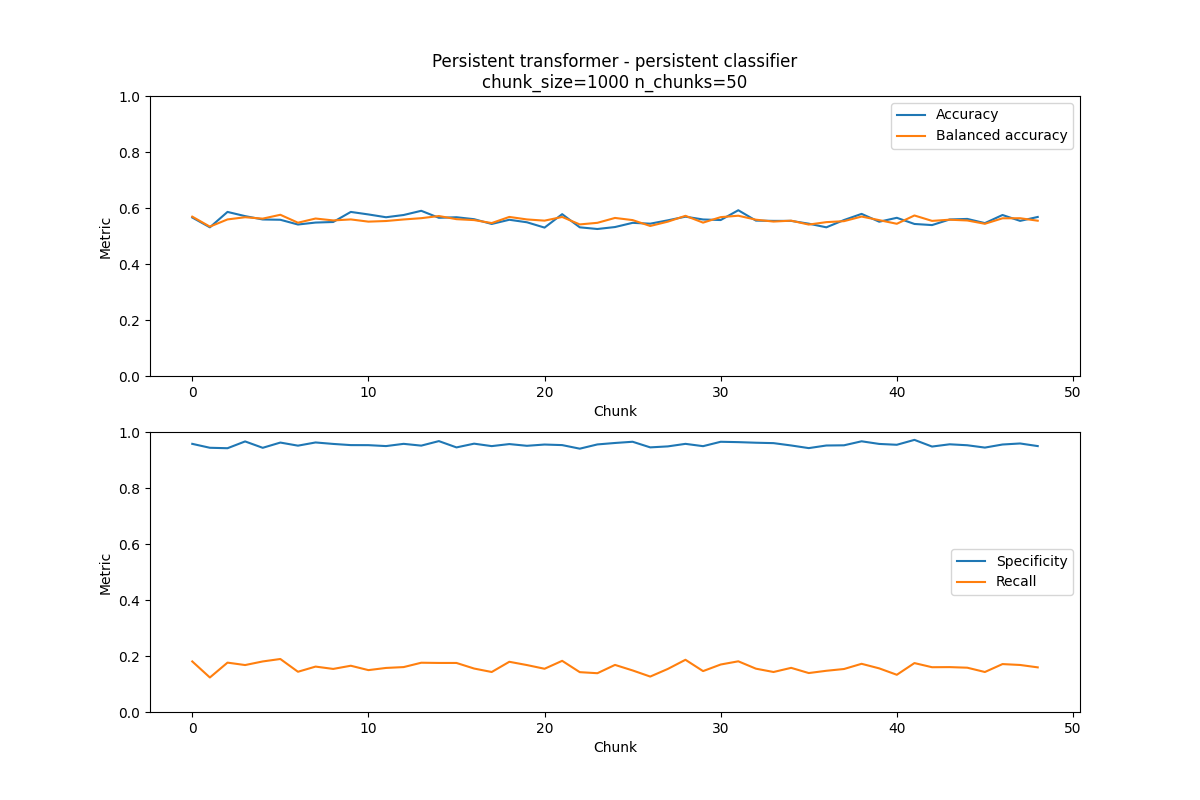 Persistent transformer - persistent classifier
chunk_size=1000 n_chunks=50
1.0
0.8
0.6
0.4
0.2
0.0
Metric
Accuracy
Balanced accuracy
0 10 20 30 40 50
Chunk
1.0
0.8
0.6
0.4
0.2
0.0
Metric
Specificity
Recall
0 10 20 30 40 50
Chunk